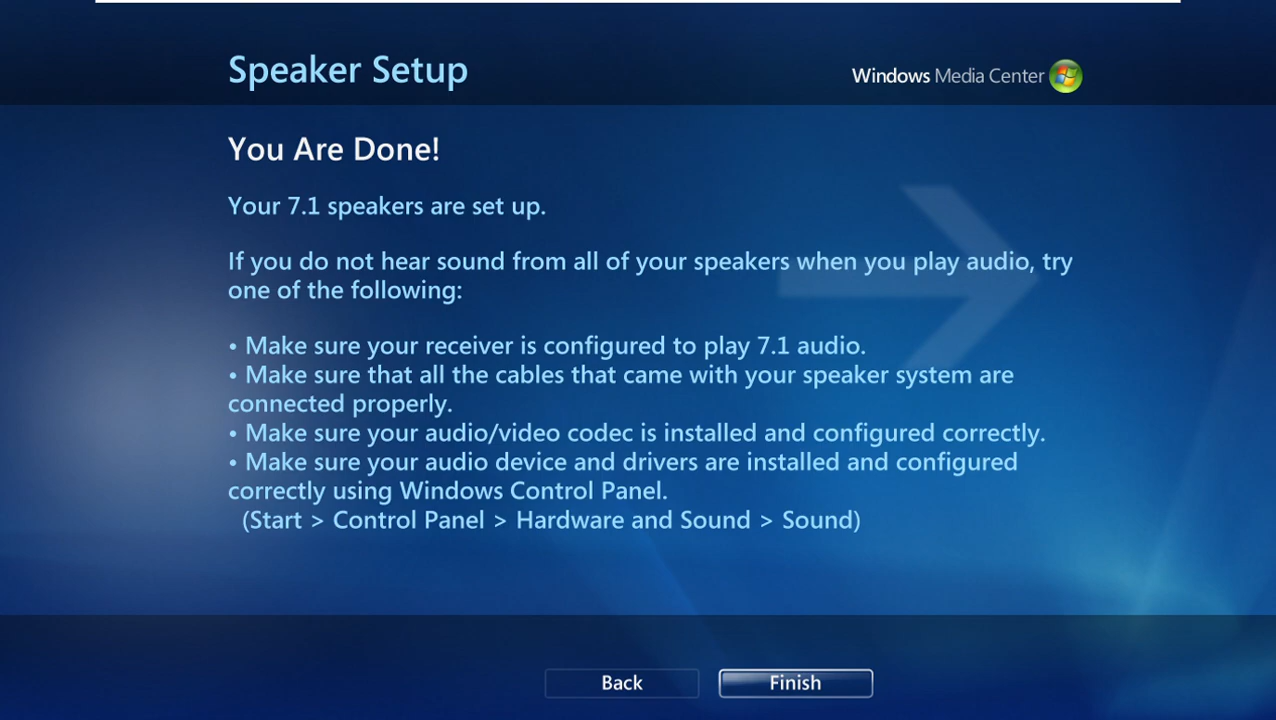 Speaker Setup
Windows Media Center
You Are Done!
Your 7.1 speakers are set up.
If you do not hear sound from all of your speakers when you play audio, try
one of the following:
• Make sure your receiver is configured to play 7.1 audio.
• Make sure that all the cables that came with your speaker system are
connected properly.
• Make sure your audio/video codec is installed and configured correctly.
• Make sure your audio device and drivers are installed and configured
correctly using Windows Control Panel.
(Start > Control Panel > Hardware and Sound > Sound)
Back
Finish